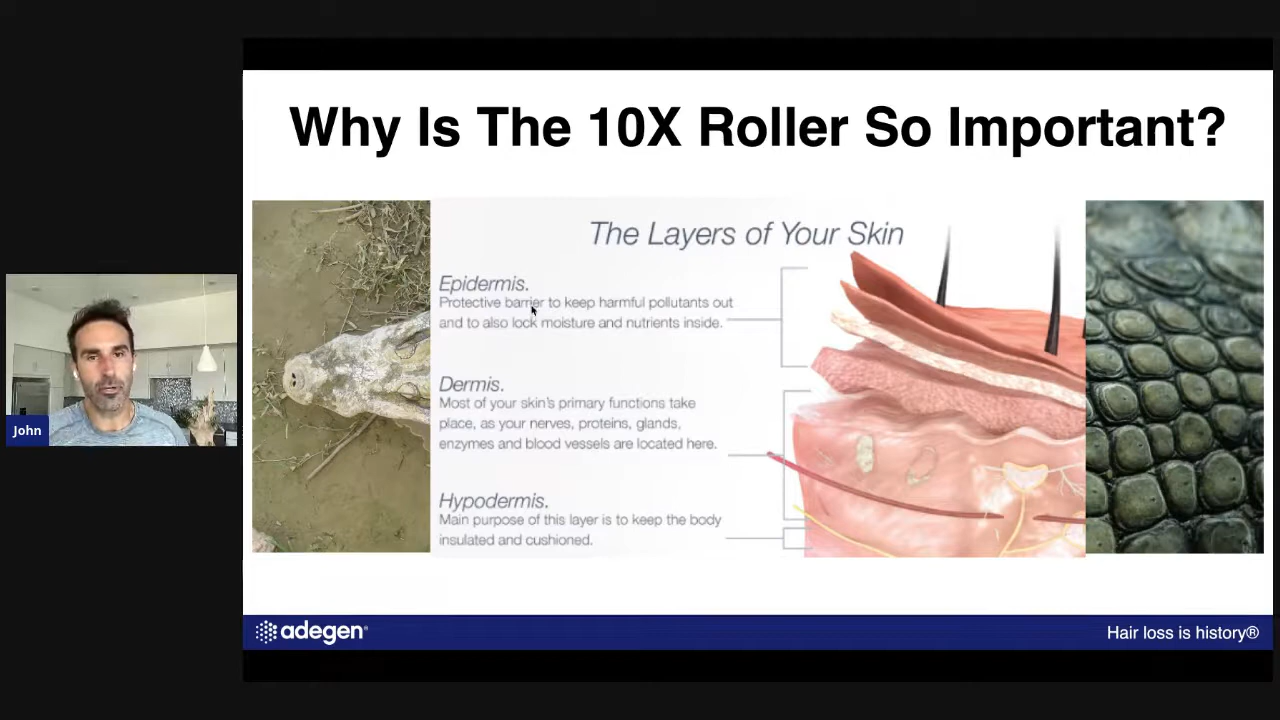 Why Is The 10X Roller So Important?
The Layers of Your Skin
Epidermis.
Protective barrier to keep harmful pollutants out
and to also lock moisture and nutrients inside.
Dermis.
Most of your skin's primary functions take
place, as your nerves, proteins, glands,
enzymes and blood vessels are located here.
Hypodermis.
Main purpose of this layer is to keep the body
insulated and cushioned.
John
adegen®
Hair loss is history®